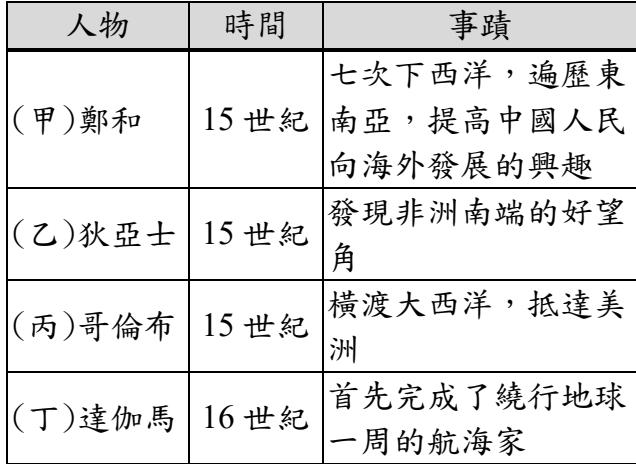 人物 時間 事蹟
(甲)鄭和 15 世紀 七次下西洋，遍歷東
南亞，提高中國人民
向海外發展的興趣
(乙)狄亞士 15 世紀 發現非洲南端的好望
角
(丙)哥倫布 15 世紀 橫渡大西洋，抵達美
洲
(丁)達伽馬 16 世紀 首先完成了繞行地球
一周的航海家